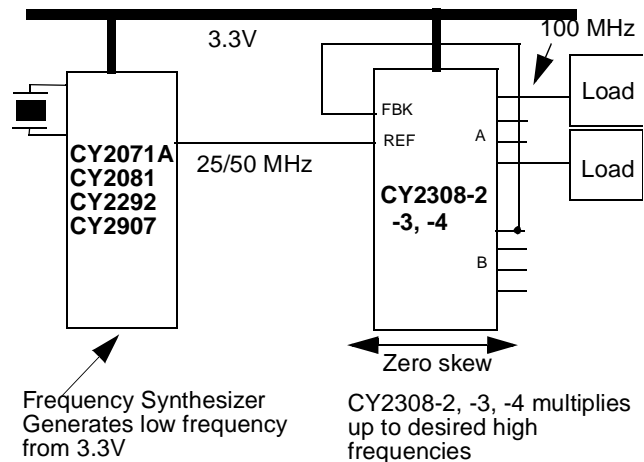 3.3V
100 MHz
Load
FBK
REF
A
25/50 MHz
Load
CY2071A
CY2081
CY2292
CY2907
CY2308-2
-3, -4
B
Zero skew
Frequency Synthesizer
Generates low frequency
from 3.3V
CY2308-2, -3, -4 multiplies
up to desired high
frequencies